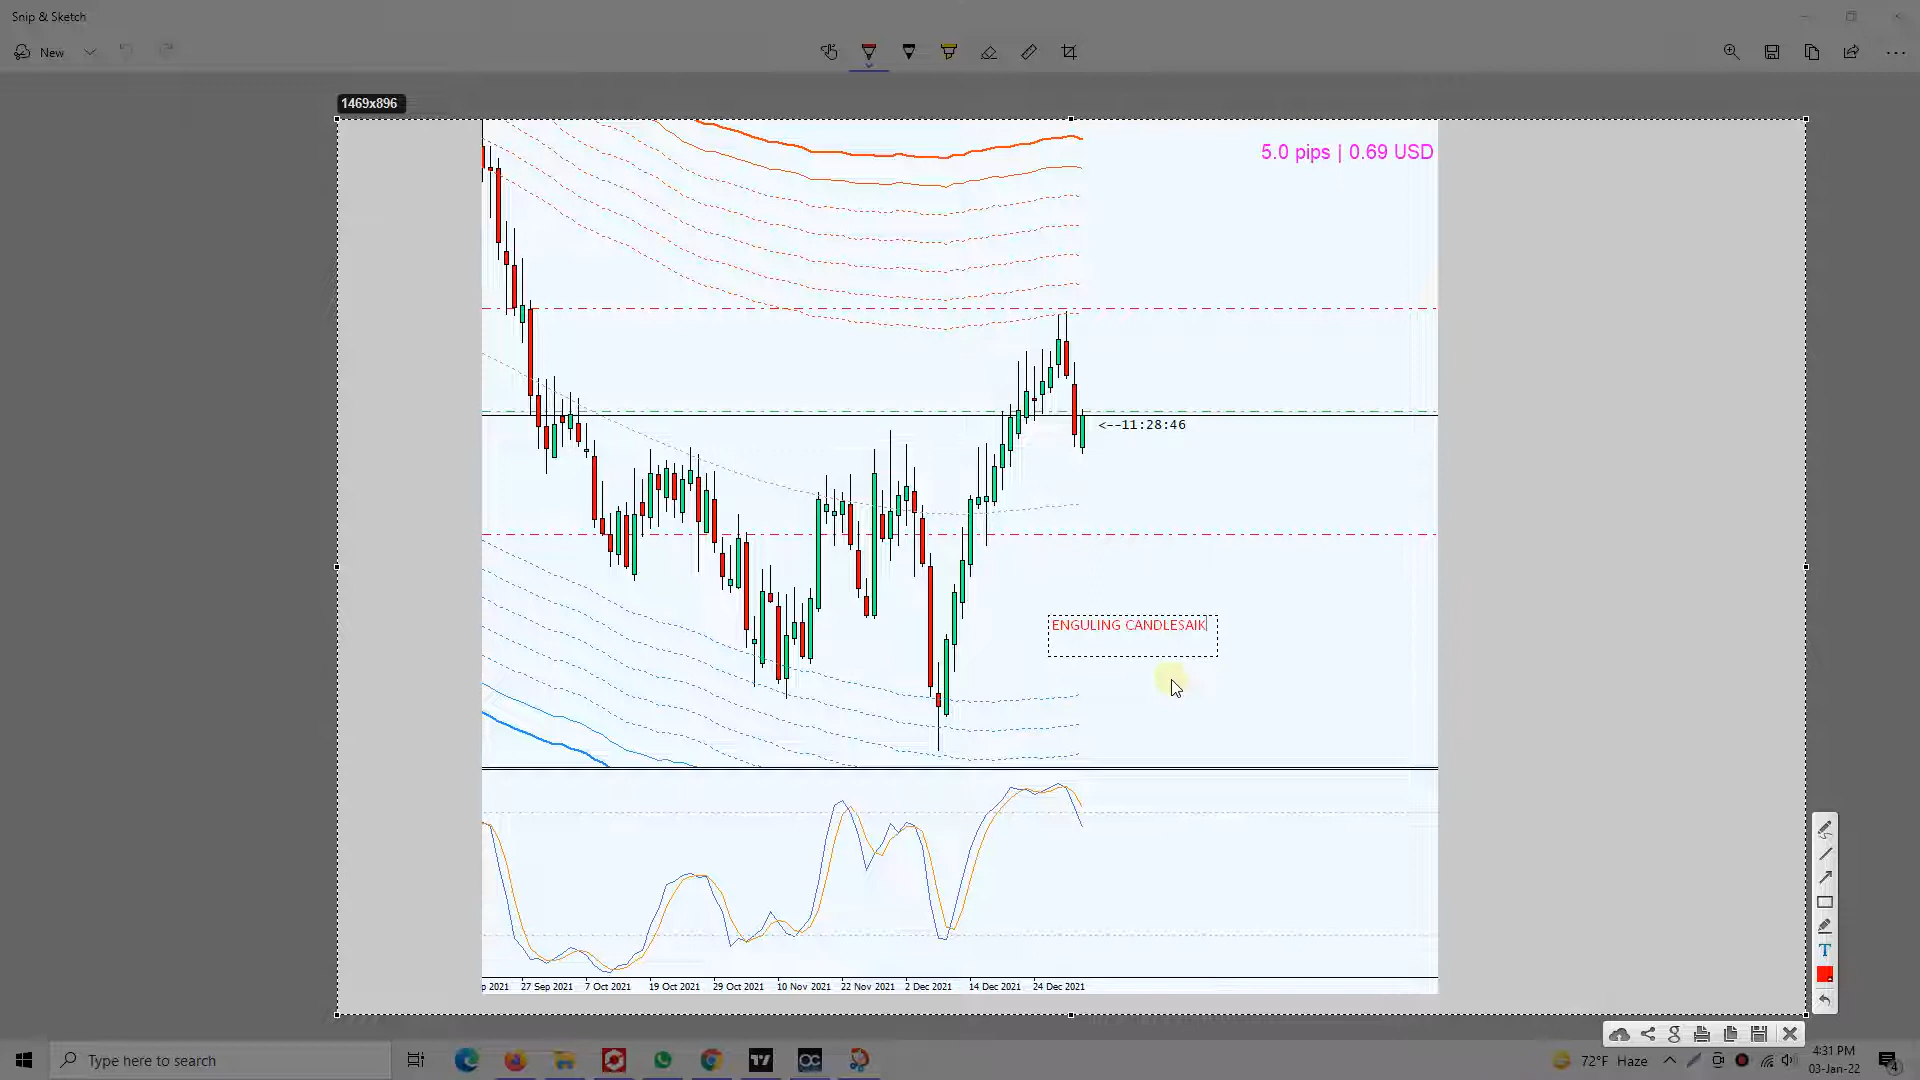 Snip & Sketch
New
1469x896
5.0 pips | 0.69 USD
<--11:28:46
ENGULING CANDLESAIK
p 2021 27 Sep 2021 7 Oct 2021 19 Oct 2021 29 Oct 2021 10 Nov 2021 22 Nov 2021 2 Dec 2021 14 Dec 2021 24 Dec 2021
Type here to search
72°F Haze
4:31 PM
03-Jan-22